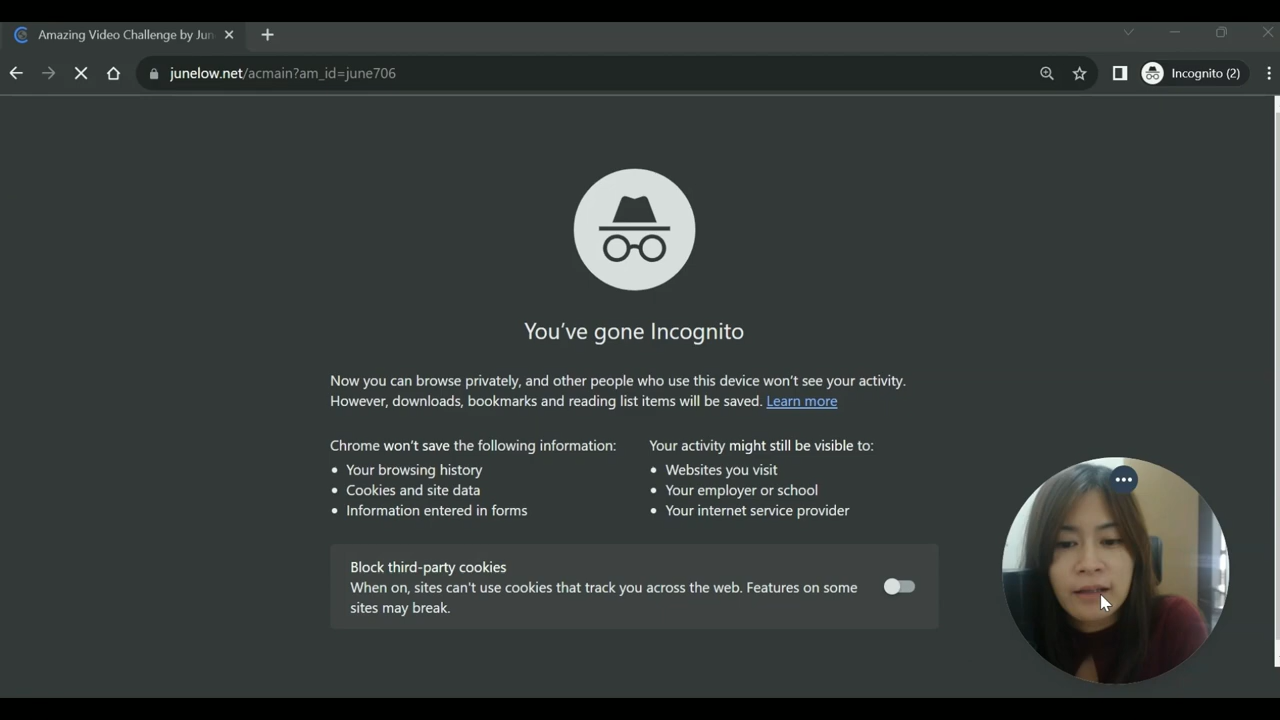 Amazing Video Challenge by Jun
junelow.net/acmain?am_id=june706
Incognito (2)
You've gone Incognito
Now you can browse privately, and other people who use this device won't see your activity.
However, downloads, bookmarks and reading list items will be saved. Learn more
Chrome won't save the following information:
• Your browsing history
• Cookies and site data
• Information entered in forms
Your activity might still be visible to:
• Websites you visit
• Your employer or school
• Your internet service provider
Block third-party cookies
When on, sites can't use cookies that track you across the web. Features on some
sites may break.